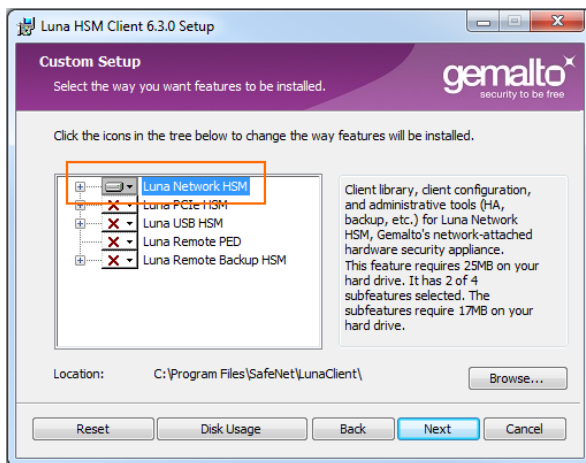 Luna HSM Client 6.3.0 Setup
Custom Setup
Select the way you want features to be installed.
gemalto
security to be free
Click the icons in the tree below to change the way features will be installed.
Luna Network HSM
Luna PCIe HSM
Luna USB HSM
Luna Remote PED
Luna Remote Backup HSM
Client library, client configuration,
and administrative tools (HA,
backup, etc.) for Luna Network
HSM, Gemalto's network-attached
hardware security appliance.
This feature requires 25MB on your
hard drive. It has 2 of 4
subfeatures selected. The
subfeatures require 17MB on your
hard drive.
Location: C:\Program Files\SafeNet\LunaClient\
Browse...
Reset Disk Usage Back Next Cancel